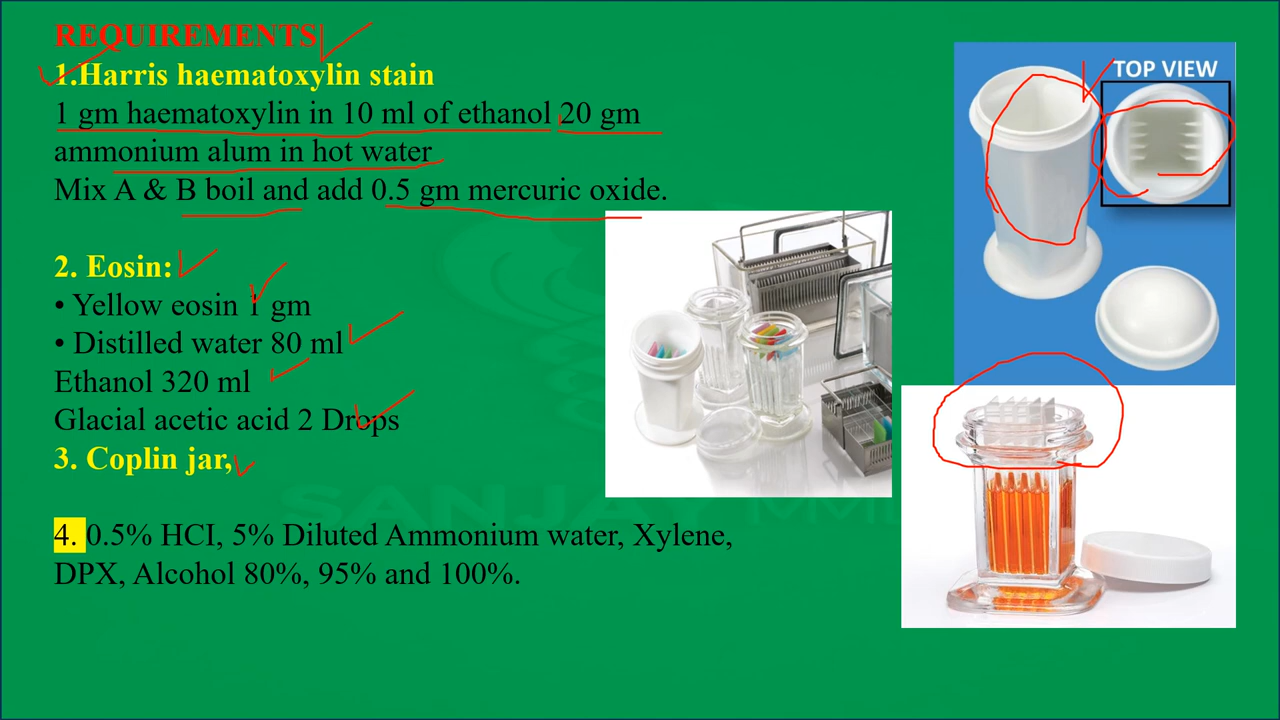 REQUIREMENTS
1.Harris haematoxylin stain
1 gm haematoxylin in 10 ml of ethanol 20 gm
ammonium alum in hot water
Mix A & B boil and add 0.5 gm mercuric oxide.
2. Eosin:
• Yellow eosin 1 gm
• Distilled water 80 ml
Ethanol 320 ml
Glacial acetic acid 2 Drops
3. Coplin jar,
4. 0.5% HCI, 5% Diluted Ammonium water, Xylene,
DPX, Alcohol 80%, 95% and 100%.
TOP VIEW
SANJAY MML